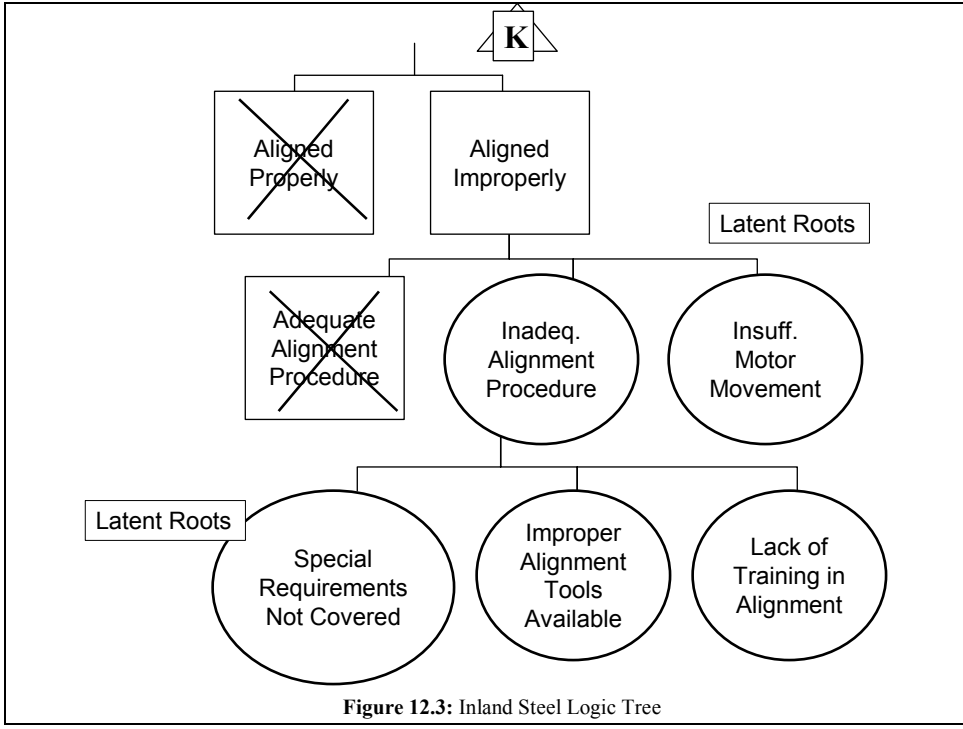 K
Aligned
Properly
Aligned
Improperly
Latent Roots
Adequate
Alignment
Procedure
Inadeq.
Alignment
Procedure
Insuff.
Motor
Movement
Latent Roots
Special
Requirements
Not Covered
Improper
Alignment
Tools
Available
Lack of
Training in
Alignment
Figure 12.3: Inland Steel Logic Tree